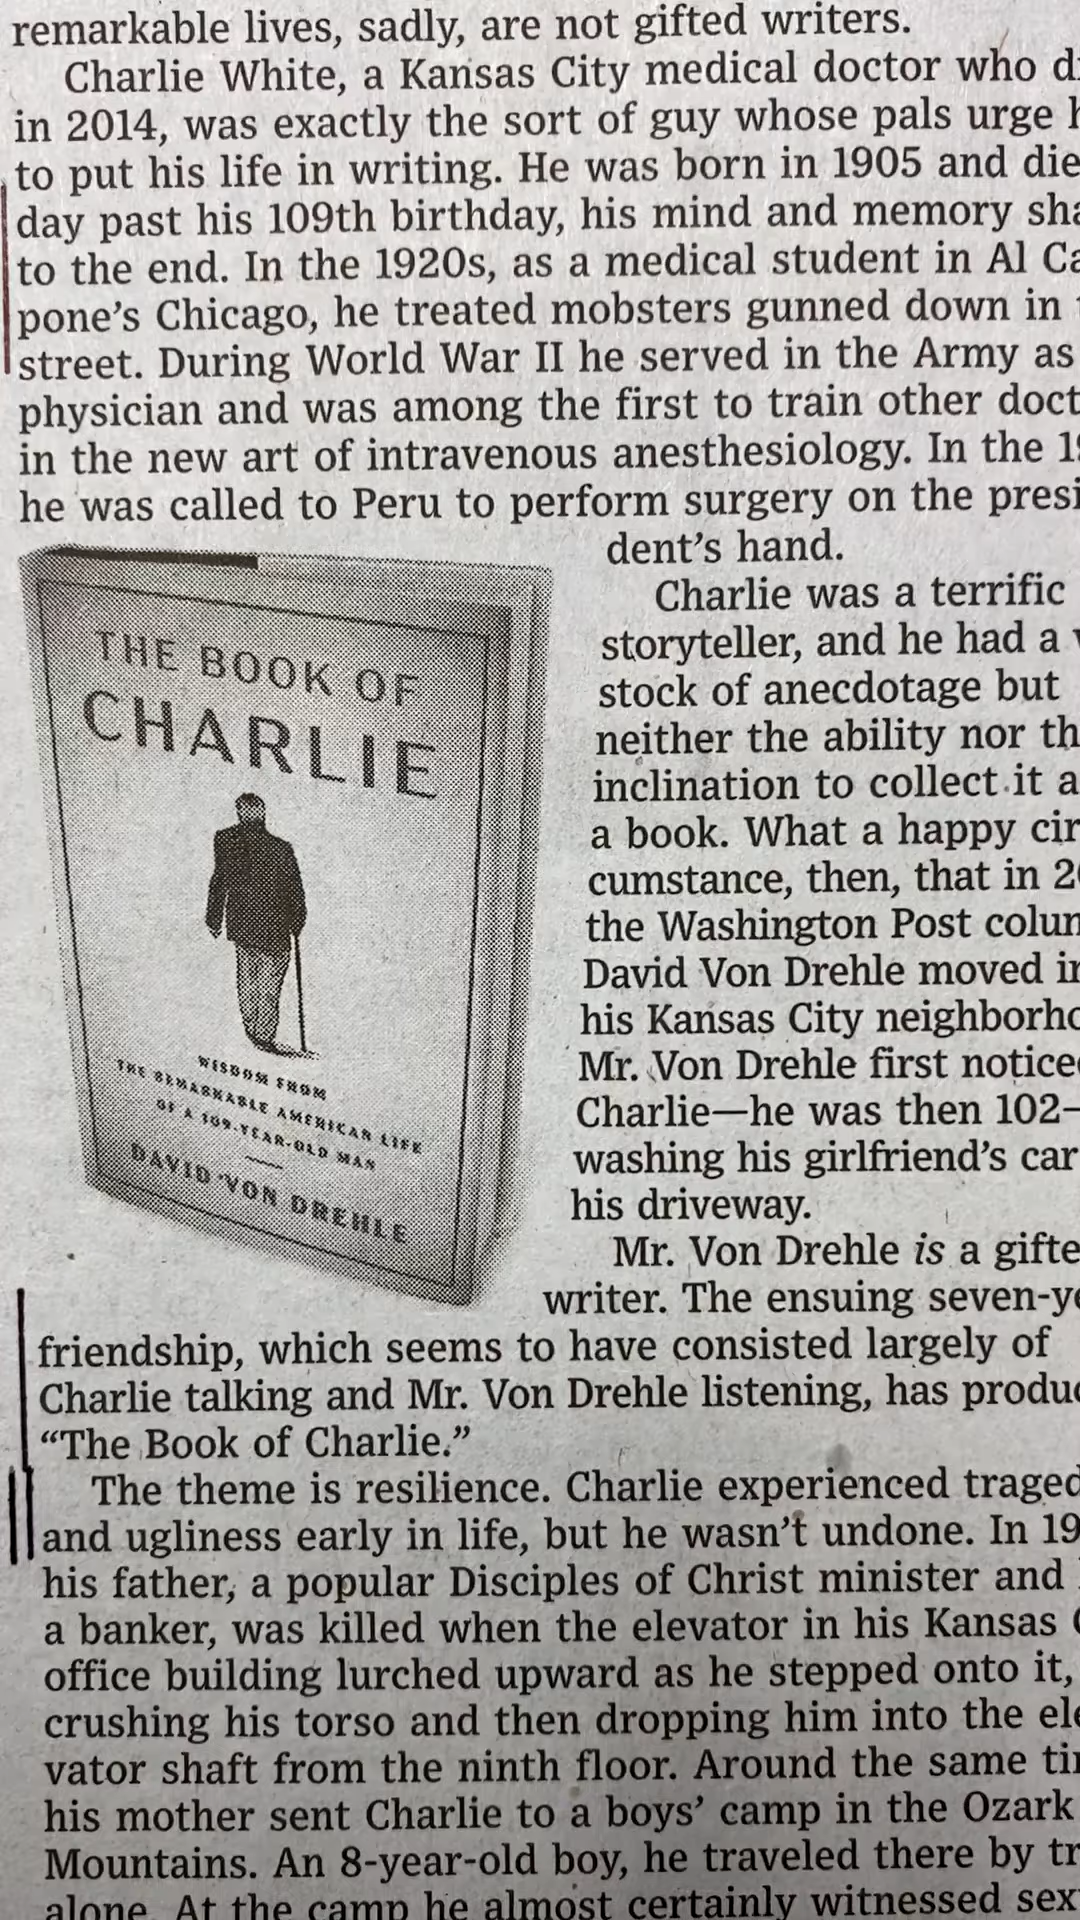 remarkable lives, sadly, are not gifted writers.
Charlie White, a Kansas City medical doctor who
in 2014, was exactly the sort of guy whose pals urge
to put his life in writing. He was born in 1905 and
day past his 109th birthday, his mind and memory
to the end. In the 1920s, as a medical student in Al Ca
pone's Chicago, he treated mobsters gunned down in
street. During World War II he served in the Army as
physician and was among the first to train other
in the new art of intravenous anesthesiology. In the
he was called to Peru to perform surgery on the presi
dent's hand.
Charlie was a terrific
storyteller, and he had a
stock of anecdotage but
neither the ability nor
inclination to collect it
a book. What a happy cir
cumstance, then, that in
the Washington Post
David Von Drehle moved
his Kansas City
Mr. Von Drehle first
Charlie—he was then 102—
washing his girlfriend's car
his driveway.
Mr. Von Drehle is a
writer. The ensuing
THE BOOK OF
CHARLIE
WISDOM FROM
THE REMARKABLE AMERICAN LIFE
OF A 109-YEAR-OLD MAN
DAVID VON DREHLE
friendship, which seems to have consisted largely of
Charlie talking and Mr. Von Drehle listening, has
"The Book of Charlie."
The theme is resilience. Charlie experienced
and ugliness early in life, but he wasn't undone. In
his father, a popular Disciples of Christ minister and
a banker, was killed when the elevator in his Kansas
office building lurched upward as he stepped onto it,
crushing his torso and then dropping him into the ele
vator shaft from the ninth floor. Around the same
his mother sent Charlie to a boys' camp in the Ozark
Mountains. An 8-year-old boy, he traveled there by
alone. At the camp he almost certainly witnessed